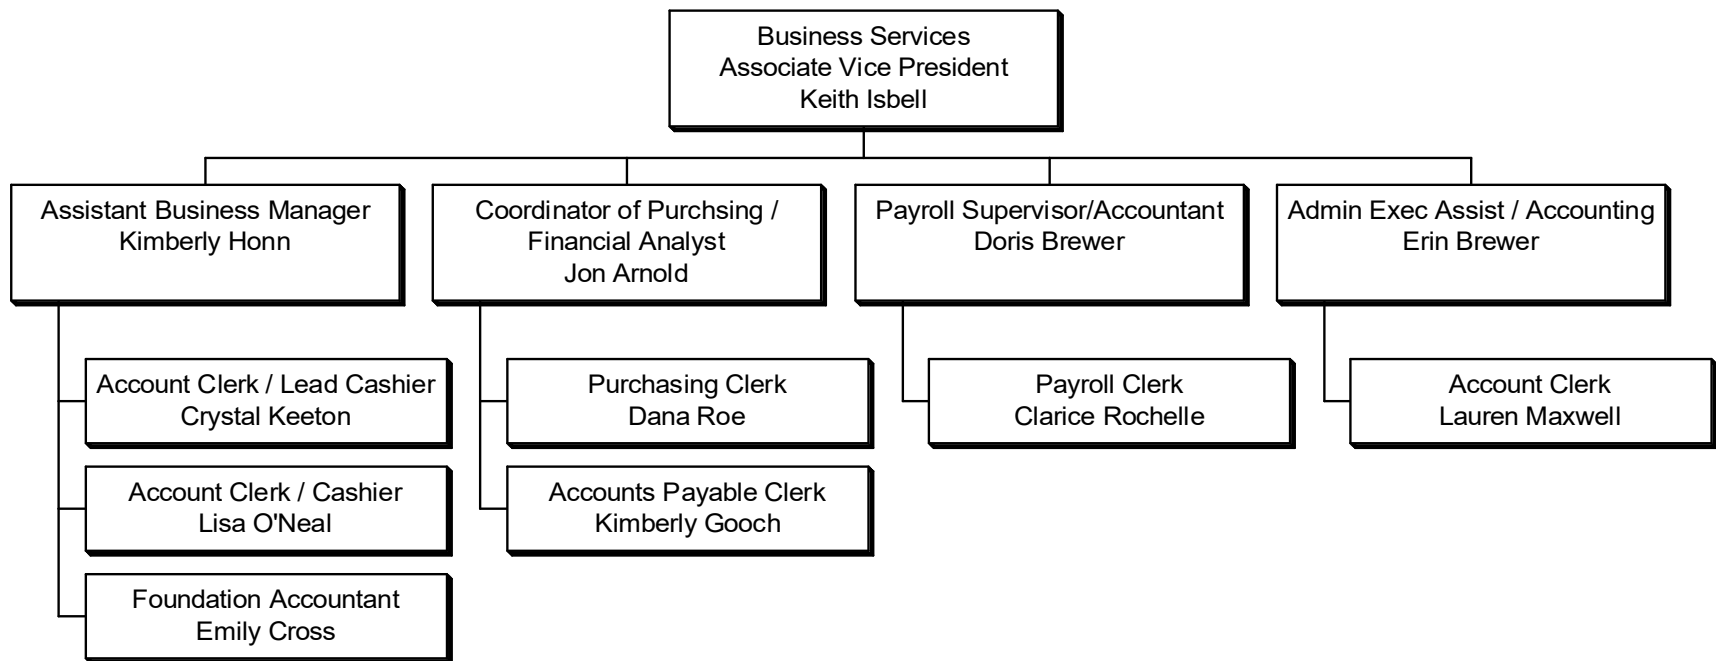 Business Services
Associate Vice President
Keith Isbell
Assistant Business Manager
Kimberly Honn
Coordinator of Purchsing /
Financial Analyst
Jon Arnold
Payroll Supervisor/Accountant
Doris Brewer
Admin Exec Assist / Accounting
Erin Brewer
Account Clerk / Lead Cashier
Crystal Keeton
Purchasing Clerk
Dana Roe
Payroll Clerk
Clarice Rochelle
Account Clerk
Lauren Maxwell
Account Clerk / Cashier
Lisa O'Neal
Accounts Payable Clerk
Kimberly Gooch
Foundation Accountant
Emily Cross